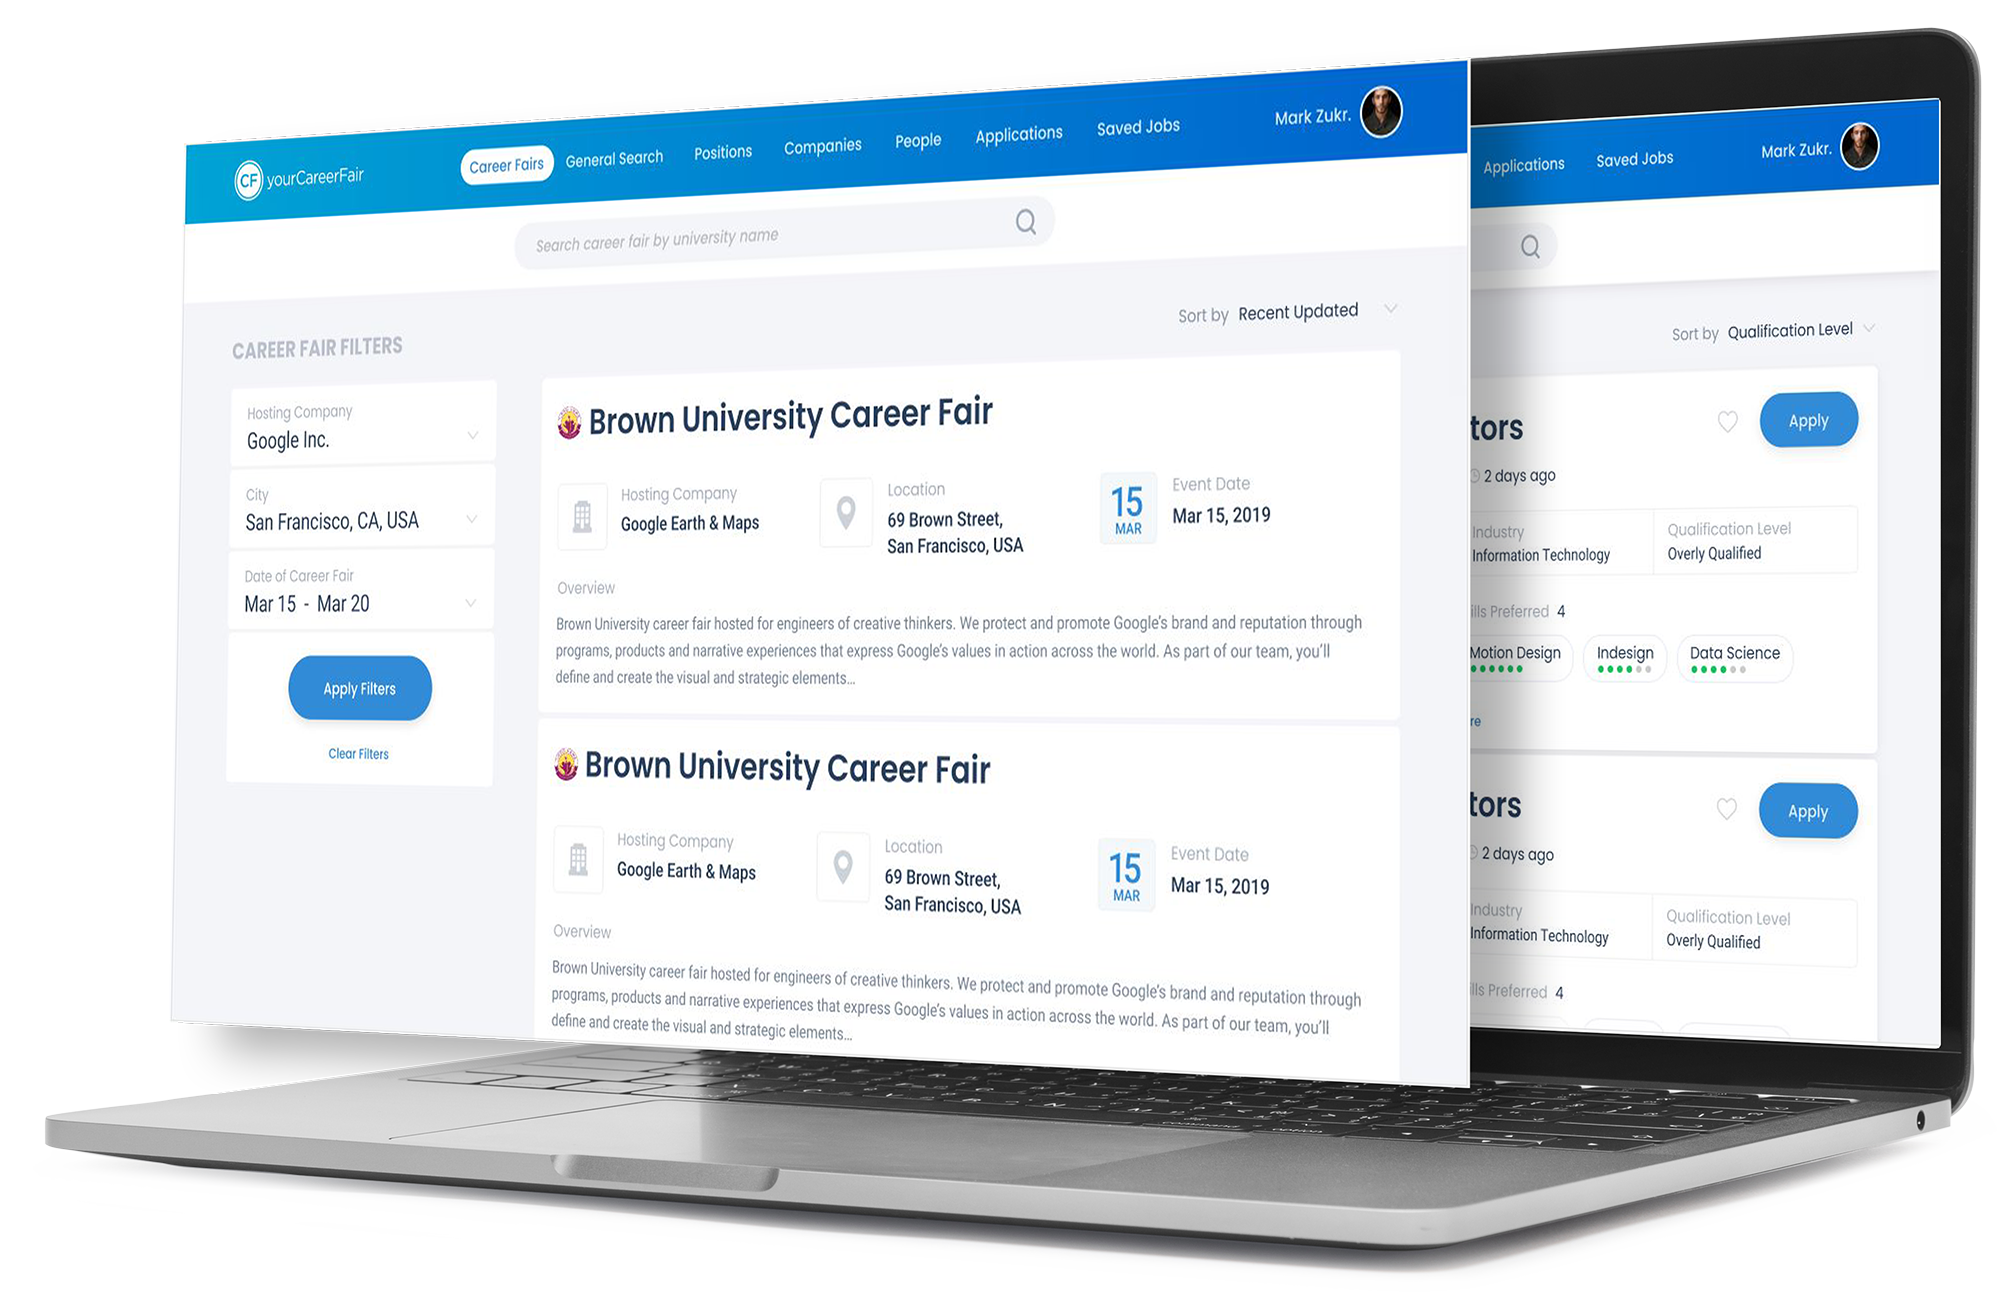 CF yourCareerFair
Career Fairs General Search Positions Companies People Applications Saved Jobs Mark Zukr.
Search career fair by university name
Sort by Recent Updated
CAREER FAIR FILTERS
Hosting Company
Google Inc.
City
San Francisco, CA, USA
Date of Career Fair
Mar 15 - Mar 20
Apply Filters
Clear Filters
Brown University Career Fair
Hosting Company
Google Earth & Maps
Location
69 Brown Street,
San Francisco, USA
15
MAR
Event Date
Mar 15, 2019
Overview
Brown University career fair hosted for engineers of creative thinkers. We protect and promote Google's brand and reputation through
programs, products and narrative experiences that express Google's values in action across the world. As part of our team, you'll
define and create the visual and strategic elements...
Brown University Career Fair
Hosting Company
Google Earth & Maps
Location
69 Brown Street,
San Francisco, USA
15
MAR
Event Date
Mar 15, 2019
Overview
Brown University career fair hosted for engineers of creative thinkers. We protect and promote Google's brand and reputation through
programs, products and narrative experiences that express Google's values in action across the world. As part of our team, you'll
define and create the visual and strategic elements...
Applications Saved Jobs Mark Zukr.
Sort by Qualification Level
tors
Apply
2 days ago
Industry
Information Technology
Qualification Level
Overly Qualified
ills Preferred 4
Motion Design Indesign Data Science
re
tors
Apply
2 days ago
Industry
Information Technology
Qualification Level
Overly Qualified
lls Preferred 4
command option